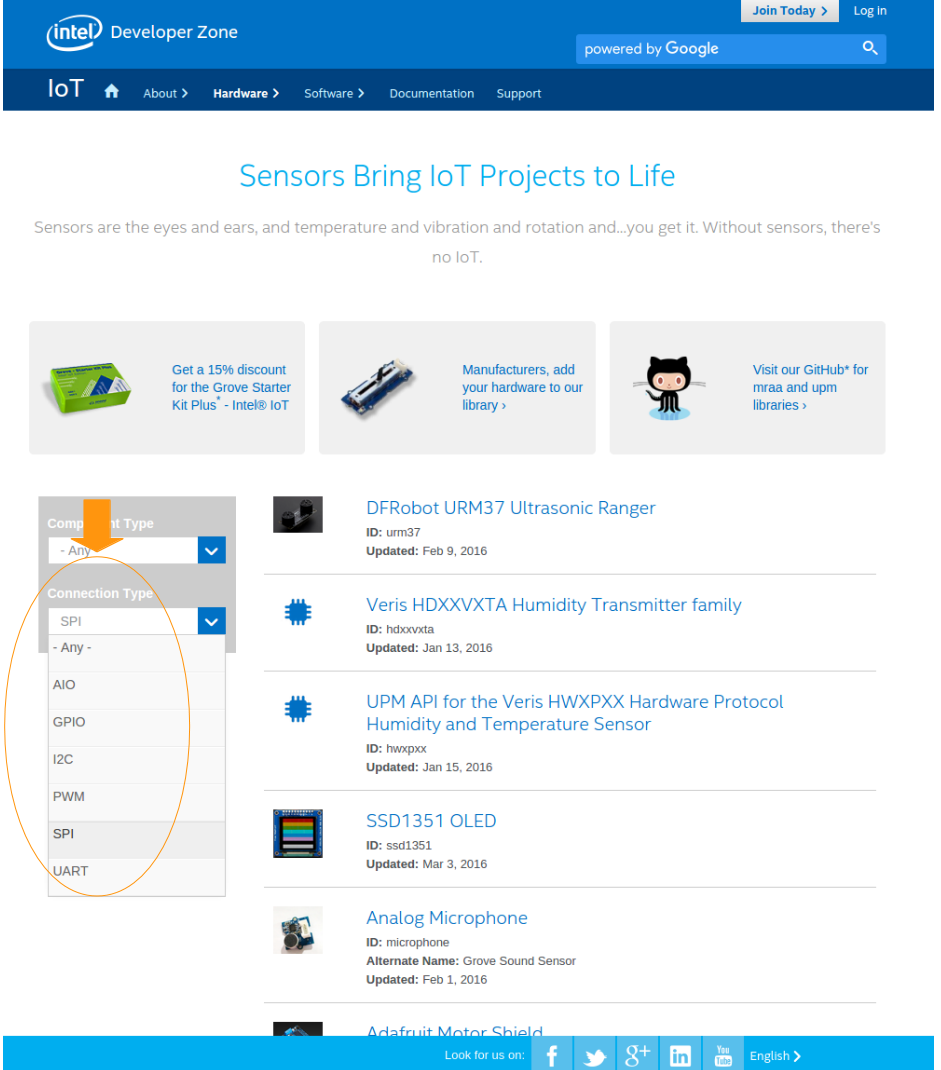 Join Today >
Log in
intel Developer Zone
powered by Google
IoT
About >
Hardware >
Software >
Documentation
Support
Sensors Bring IoT Projects to Life
Sensors are the eyes and ears, and temperature and vibration and rotation and...you get it. Without sensors, there's
no IoT.
Get a 15% discount
for the Grove Starter
Kit Plus* - Intel® IoT
Manufacturers, add
your hardware to our
library ›
Visit our GitHub* for
mraa and upm
libraries ›
Type
- Any
Connection Type
SPI
- Any -
AIO
GPIO
I2C
PWM
SPI
UART
DFRobot URM37 Ultrasonic Ranger
ID: urm37
Updated: Feb 9, 2016
Veris HDXXVXTA Humidity Transmitter family
ID: hdxxvxta
Updated: Jan 13, 2016
UPM API for the Veris HWXPXX Hardware Protocol
Humidity and Temperature Sensor
ID: hwxpxx
Updated: Jan 15, 2016
SSD1351 OLED
ID: ssd1351
Updated: Mar 3, 2016
Analog Microphone
ID: microphone
Alternate Name: Grove Sound Sensor
Updated: Feb 1, 2016
Adafruit Motor Shield
Look for us on:
f
g+
in
You Tube
English >